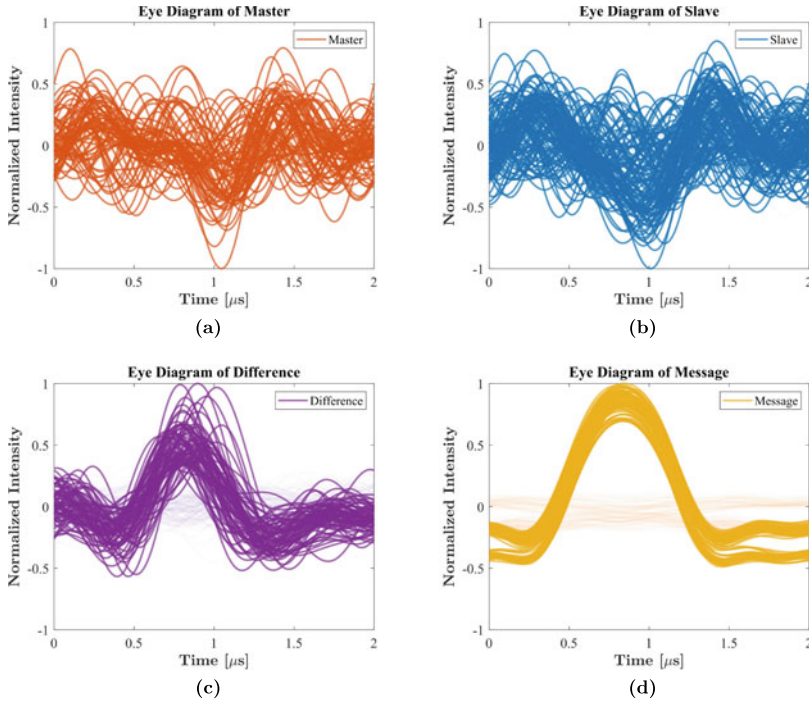 Eye Diagram of Master
Normalized Intensity
1
0.5
0
-0.5
-1
Master
0
0.5
1
1.5
2
Time [μs]
(a)
Eye Diagram of Slave
Normalized Intensity
1
0.5
0
-0.5
-1
Slave
0
0.5
1
1.5
2
Time [μs]
(b)
Eye Diagram of Difference
Normalized Intensity
1
0.5
0
-0.5
-1
Difference
0
0.5
1
1.5
2
Time [μs]
(c)
Eye Diagram of Message
Normalized Intensity
1
0.5
0
-0.5
-1
Message
0
0.5
1
1.5
2
Time [μs]
(d)